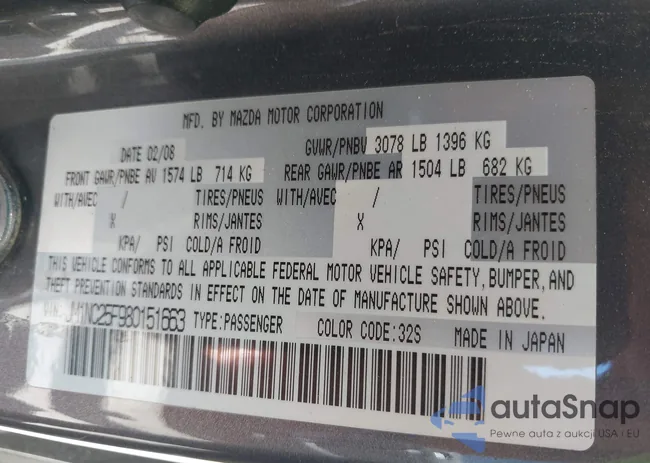 MFD. BY MAZDA MOTOR CORPORATION
DATE 02/08 GVWR/PNBV 3078 LB 1396 KG
FRONT GAWR/PNBE AV 1574 LB 714 KG REAR GAWR/PNBE AR 1504 LB 682 KG
WITH/AVEC / TIRES/PNEUS WITH/AVEC / TIRES/PNEUS
X RIMS/JANTES X RIMS/JANTES
KPA/ PSI COLD/A FROID KPA/ PSI COLD/A FROID
THIS VEHICLE CONFORMS TO ALL APPLICABLE FEDERAL MOTOR VEHICLE SAFETY, BUMPER, AND
THEFT PREVENTION STANDARDS IN EFFECT ON THE DATE OF MANUFACTURE SHOWN ABOVE.
VIN: JM1NC25F980151663 TYPE:PASSENGER COLOR CODE:32S MADE IN JAPAN
autaSnap
Pewne auta z aukcji USA i EU